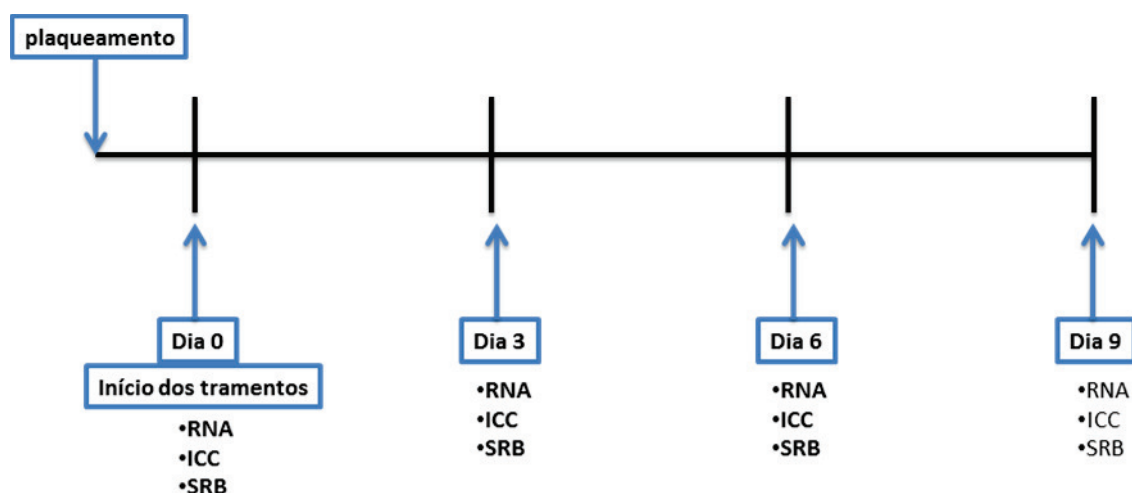 plaqueamento
Dia 0
Início dos tramentos
•RNA
•ICC
•SRB
Dia 3
•RNA
•ICC
•SRB
Dia 6
•RNA
•ICC
•SRB
Dia 9
•RNA
•ICC
•SRB